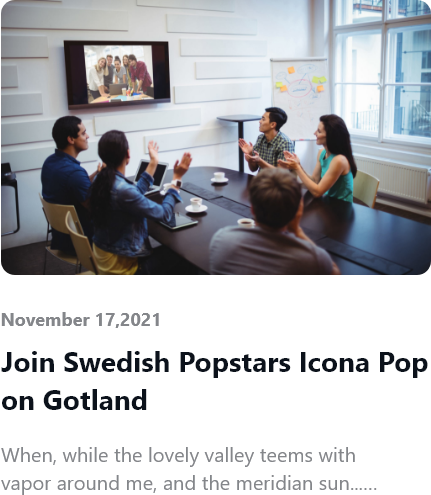 November 17,2021
Join Swedish Popstars Icona Pop
on Gotland
When, while the lovely valley teems with
vapor around me, and the meridian sun......